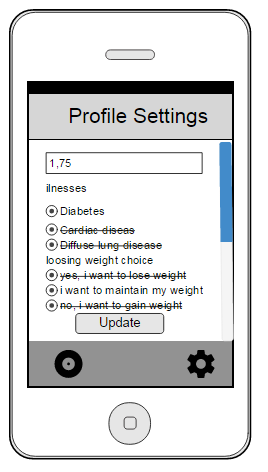 Profile Settings
1,75
ilnesses
Diabetes
Cardiac diseas
Diffuse lung disease
loosing weight choice
yes, i want to lose weight
i want to maintain my weight
no, i want to gain weight
Update